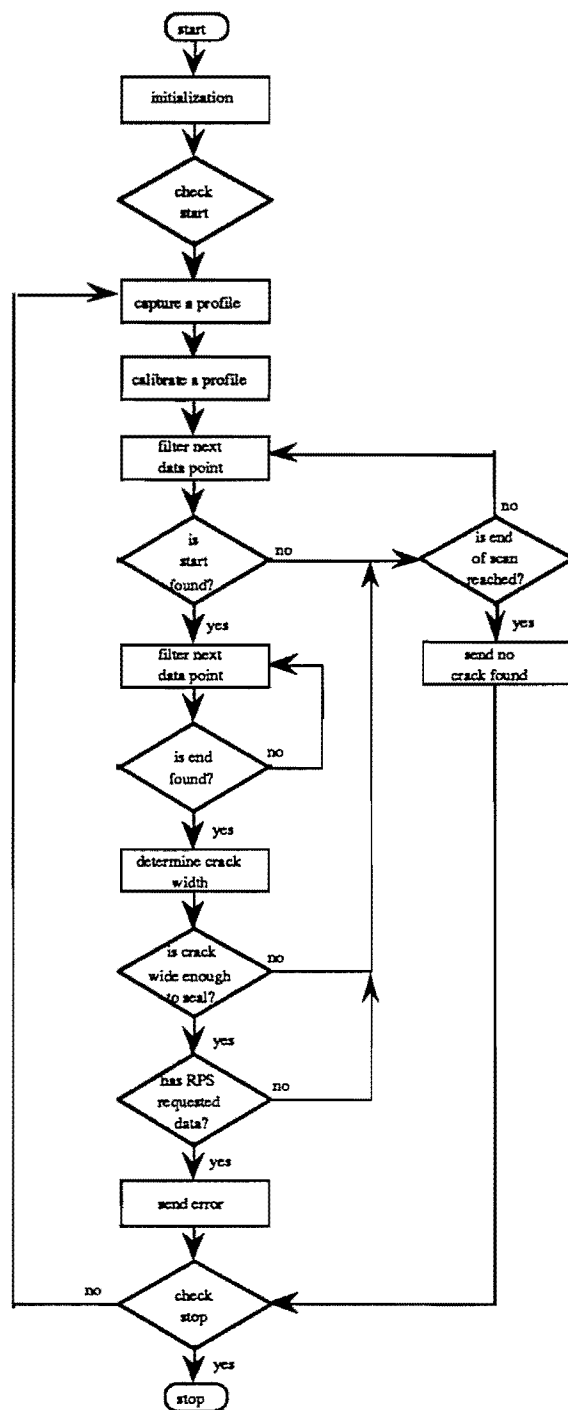 start
initialization
check
start
capture a profile
calibrate a profile
filter next
data point
no
is
start
found?
no
is end
of scan
reached?
yes
yes
filter next
data point
send no
crack found
is end
found?
no
yes
determine crack
width
is crack
wide enough
to seal?
no
yes
has RPS
requested
data?
no
yes
send error
no
check
stop
yes
stop